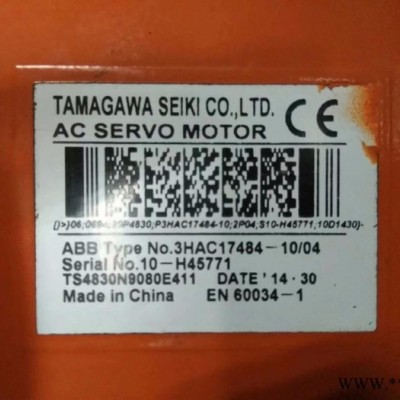 TAMAGAWA SEIKI CO.,LTD.
AC SERVO MOTOR CE
ABB Type No.3HAC17484-10/04
Serial No.10-H45771
TS4830N9080E411 DATE '14·30
Made in China EN 60034-1
www.